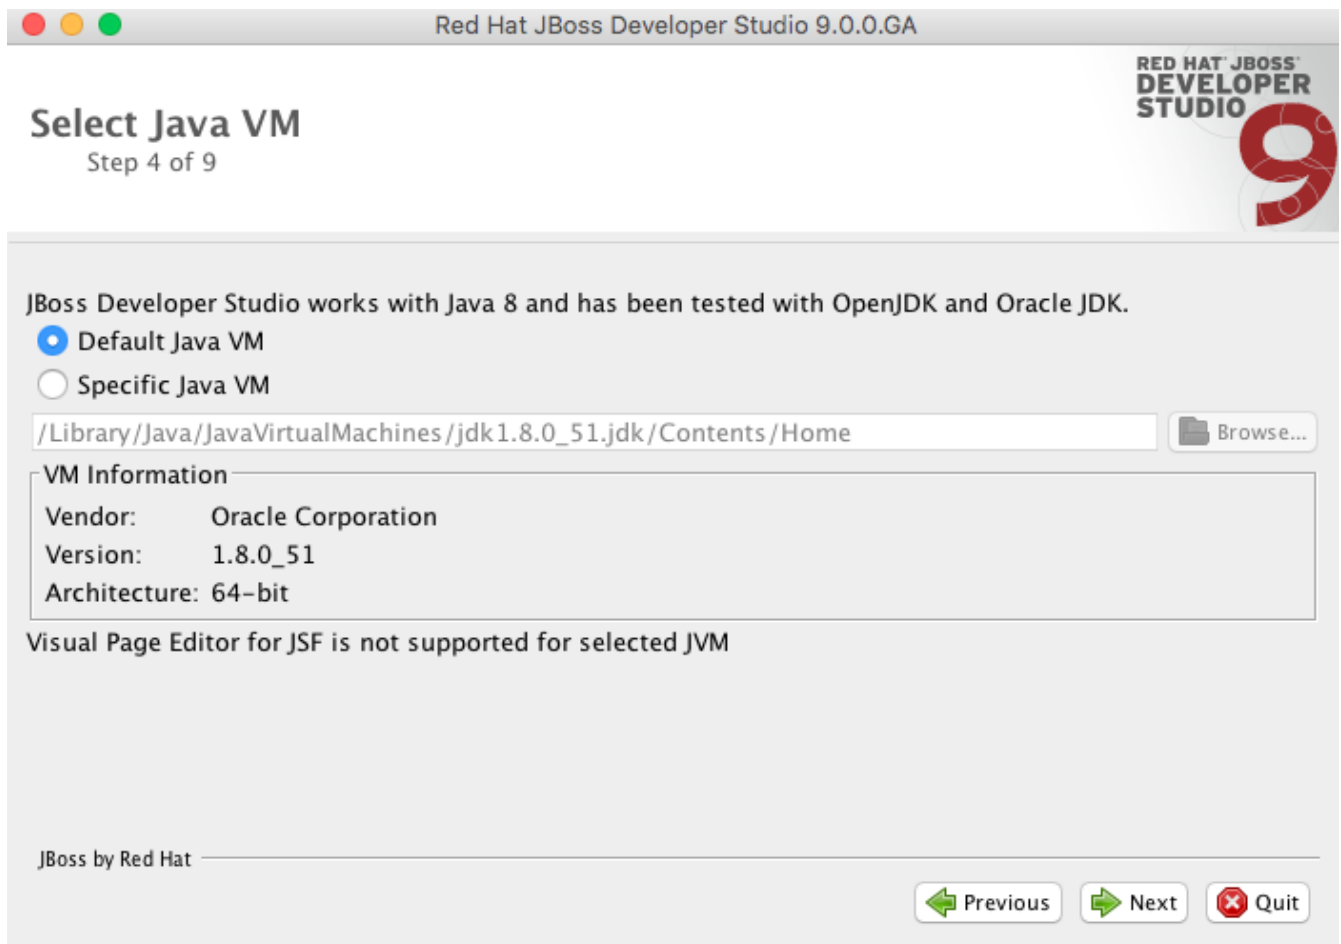 Red Hat JBoss Developer Studio 9.0.0.GA
RED HAT JBOSS
DEVELOPER
STUDIO
9
Select Java VM
Step 4 of 9
JBoss Developer Studio works with Java 8 and has been tested with OpenJDK and Oracle JDK.
Default Java VM
Specific Java VM
/Library/Java/JavaVirtualMachines/jdk1.8.0_51.jdk/Contents/Home
Browse...
VM Information
Vendor: Oracle Corporation
Version: 1.8.0_51
Architecture: 64-bit
Visual Page Editor for JSF is not supported for selected JVM
JBoss by Red Hat
Previous Next Quit